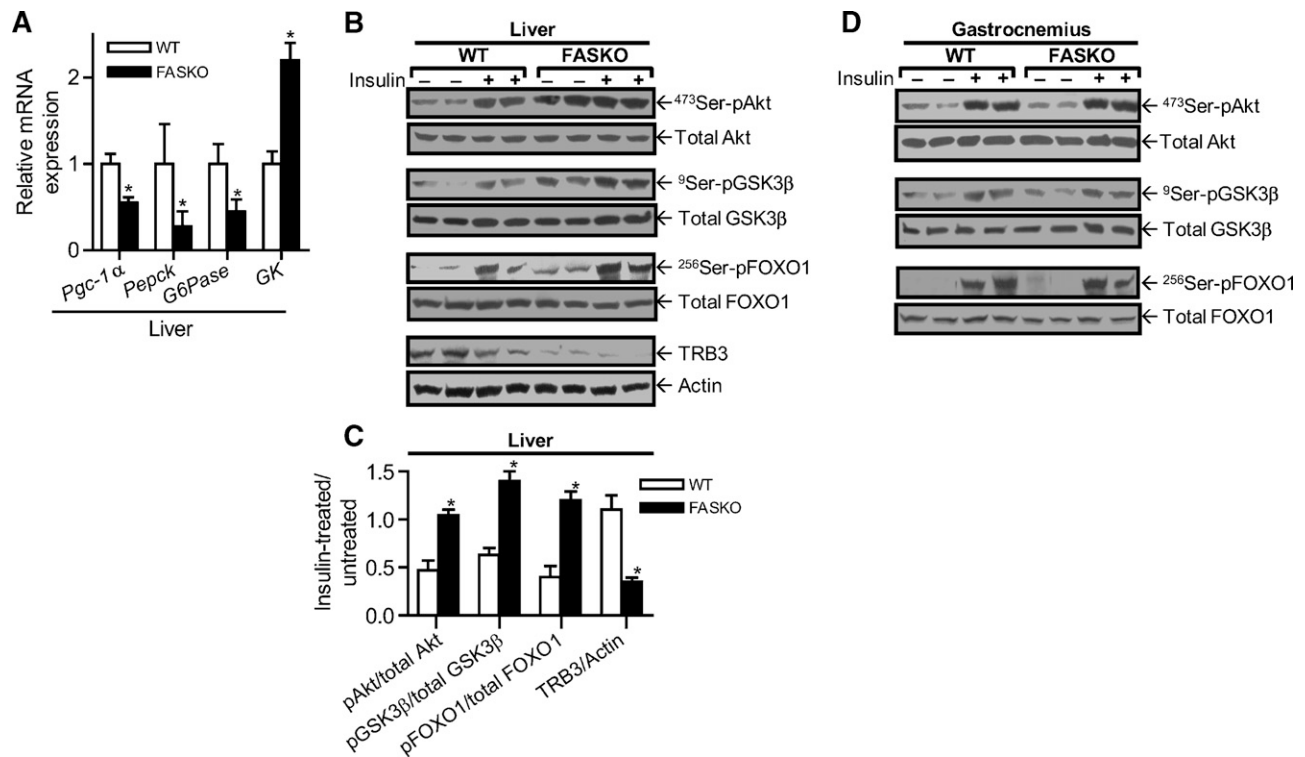 A
Relative mRNA
expression
2
1
0
WT
FASKO
*
*
*
*
Pgc-1α
Pepck
G6Pase
GK
Liver
B
Liver
WT FASKO
Insulin – – + + – – + +
←473Ser-pAkt
←Total Akt
←9Ser-pGSK3β
←Total GSK3β
←256Ser-pFOXO1
←Total FOXO1
←TRB3
←Actin
C
Liver
Insulin-treated/
untreated
1.5
1.0
0.5
0.0
*
*
*
*
WT
FASKO
pAkt/total Akt
pGSK3β/total GSK3β
pFOXO1/total FOXO1
TRB3/Actin
D
Gastrocnemius
WT FASKO
Insulin – – + + – – + +
←473Ser-pAkt
←Total Akt
←9Ser-pGSK3β
←Total GSK3β
←256Ser-pFOXO1
←Total FOXO1